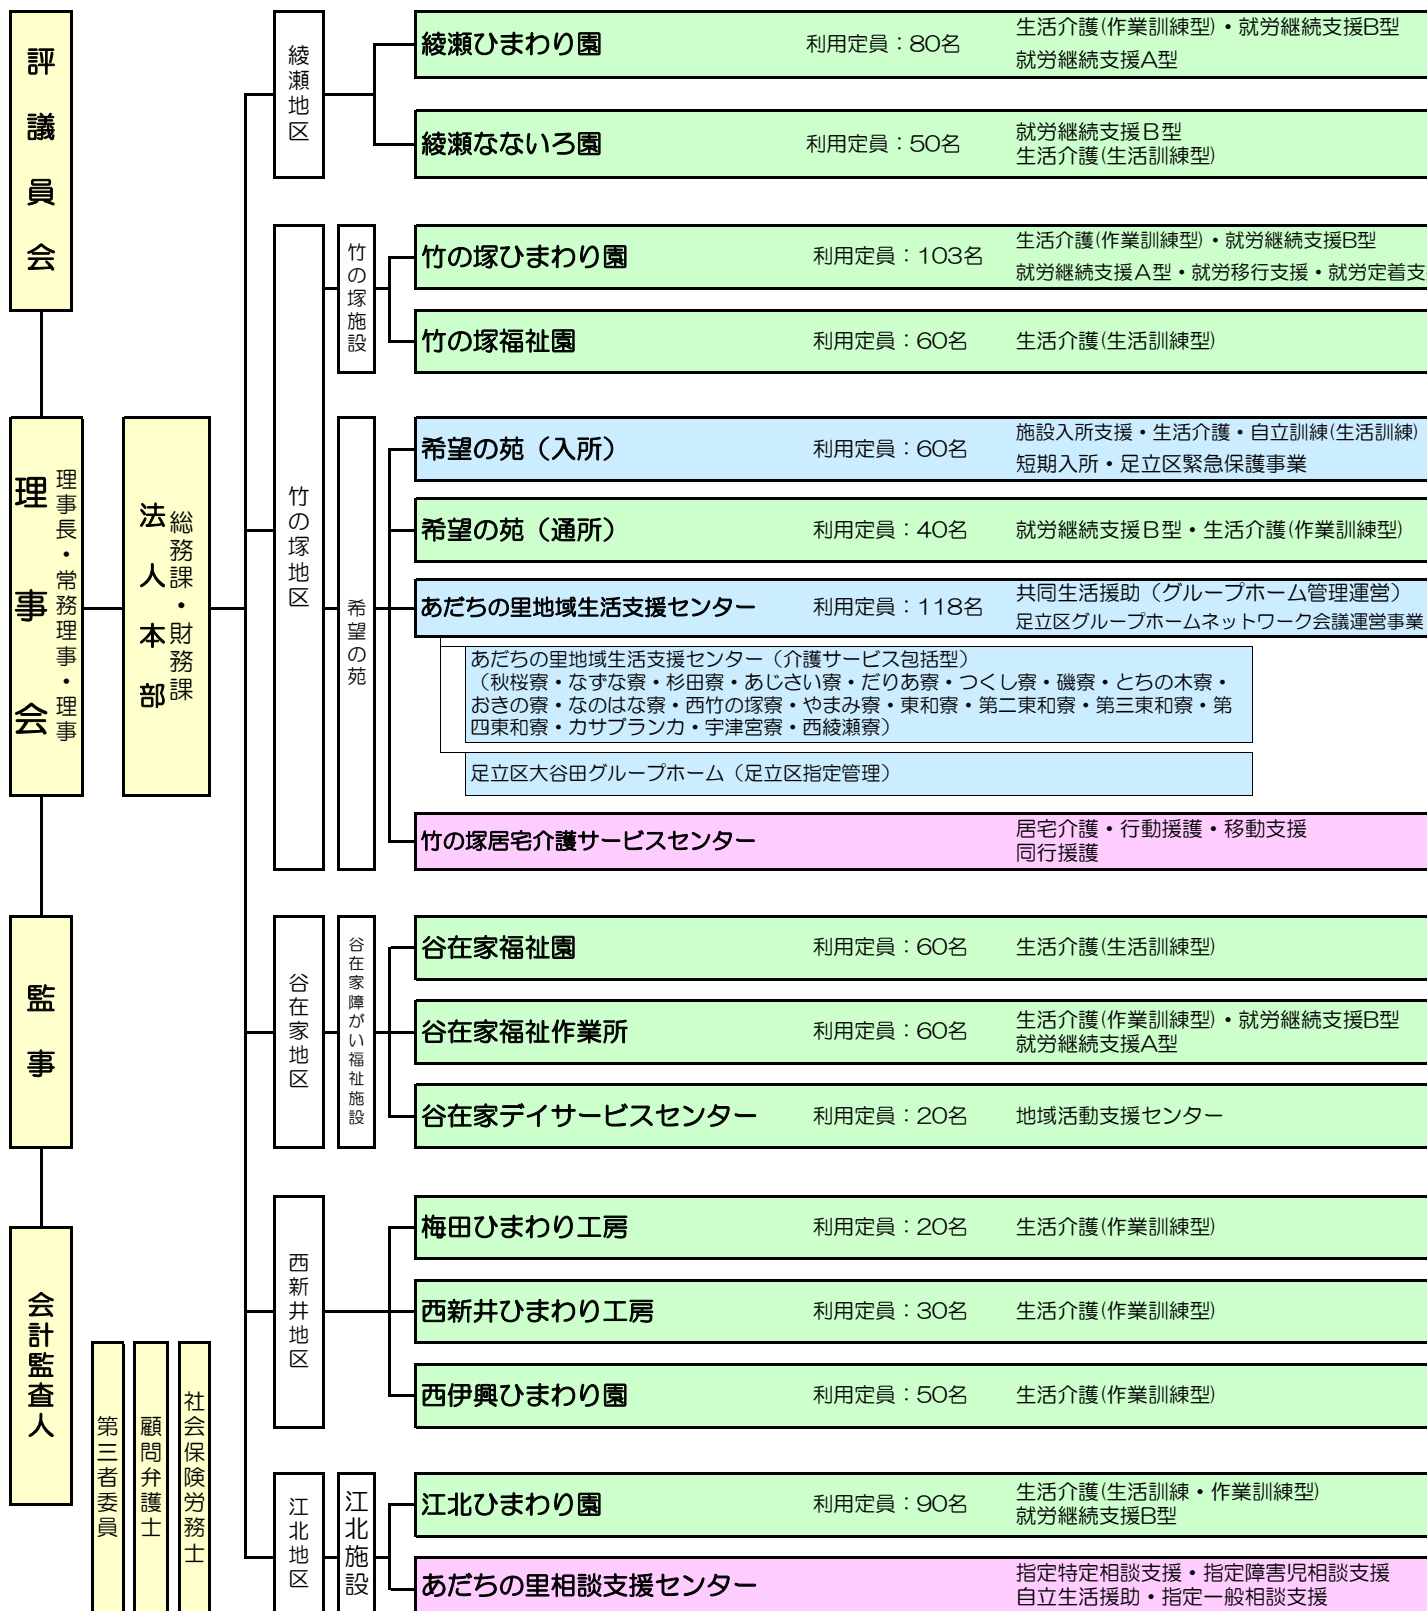 評議員会
理事会
理事長・常務理事・理事
監事
会計監査人
法人本部
総務課・財務課
第三者委員
顧問弁護士
社会保険労務士
綾瀬地区
綾瀬ひまわり園 利用定員：80名 生活介護(作業訓練型)・就労継続支援B型
就労継続支援A型
綾瀬なないろ園 利用定員：50名 就労継続支援Ｂ型
生活介護(生活訓練型)
竹の塚地区
竹の塚施設
竹の塚ひまわり園 利用定員：103名 生活介護(作業訓練型)・就労継続支援B型
就労継続支援Ａ型・就労移行支援・就労定着支
竹の塚福祉園 利用定員：60名 生活介護(生活訓練型)
希望の苑
希望の苑（入所） 利用定員：60名 施設入所支援・生活介護・自立訓練(生活訓練)
短期入所・足立区緊急保護事業
希望の苑（通所） 利用定員：40名 就労継続支援Ｂ型・生活介護(作業訓練型)
あだちの里地域生活支援センター 利用定員：118名 共同生活援助（グループホーム管理運営）
足立区グループホームネットワーク会議運営事業
あだちの里地域生活支援センター（介護サービス包括型）
（秋桜寮・なずな寮・杉田寮・あじさい寮・だりあ寮・つくし寮・磯寮・とちの木寮・
おきの寮・なのはな寮・西竹の塚寮・やまみ寮・東和寮・第二東和寮・第三東和寮・第
四東和寮・カサブランカ・宇津宮寮・西綾瀬寮）
足立区大谷田グループホーム（足立区指定管理）
竹の塚居宅介護サービスセンター 居宅介護・行動援護・移動支援
同行援護
谷在家地区
谷在家障がい福祉施設
谷在家福祉園 利用定員：60名 生活介護(生活訓練型)
谷在家福祉作業所 利用定員：60名 生活介護(作業訓練型)・就労継続支援B型
就労継続支援A型
谷在家デイサービスセンター 利用定員：20名 地域活動支援センター
西新井地区
梅田ひまわり工房 利用定員：20名 生活介護(作業訓練型)
西新井ひまわり工房 利用定員：30名 生活介護(作業訓練型)
西伊興ひまわり園 利用定員：50名 生活介護(作業訓練型)
江北地区
江北施設
江北ひまわり園 利用定員：90名 生活介護(生活訓練・作業訓練型)
就労継続支援B型
あだちの里相談支援センター 指定特定相談支援・指定障害児相談支援
自立生活援助・指定一般相談支援